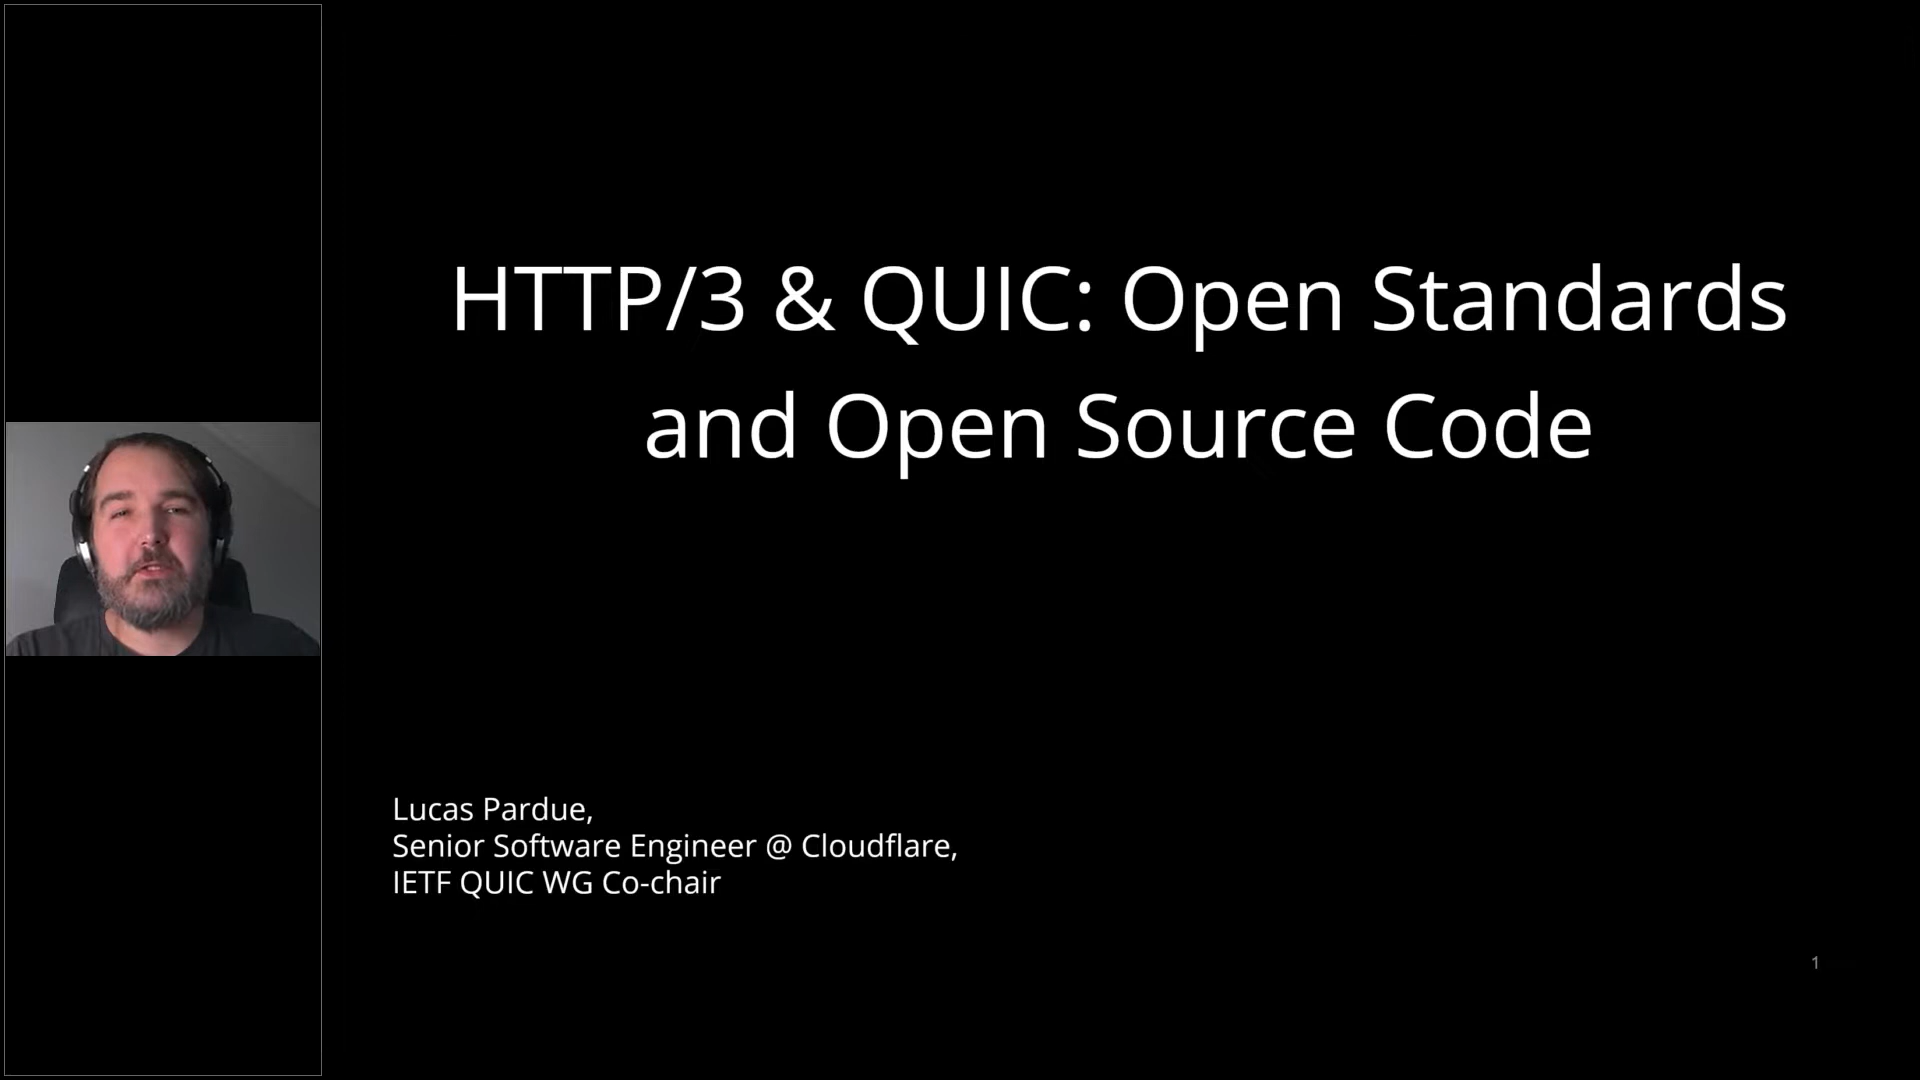 HTTP/3 & QUIC: Open Standards
and Open Source Code
Lucas Pardue,
Senior Software Engineer @ Cloudflare,
IETF QUIC WG Co-chair
1